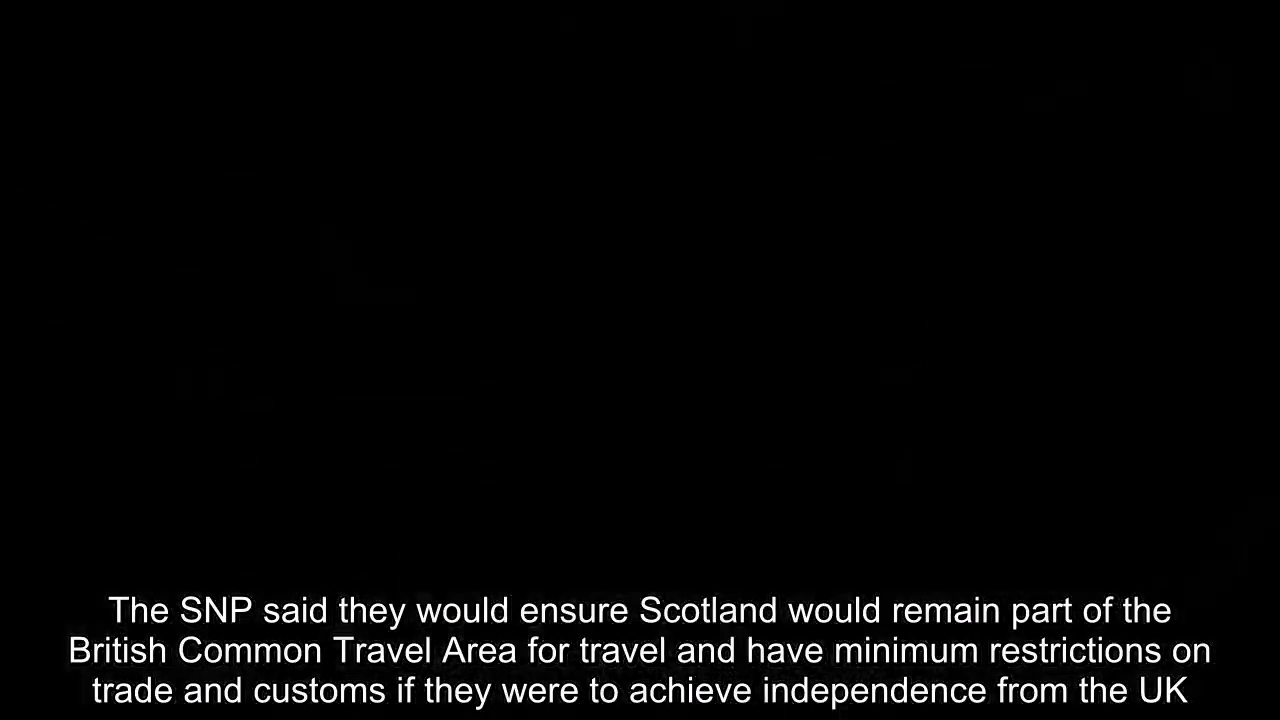 The SNP said they would ensure Scotland would remain part of the
British Common Travel Area for travel and have minimum restrictions on
trade and customs if they were to achieve independence from the UK